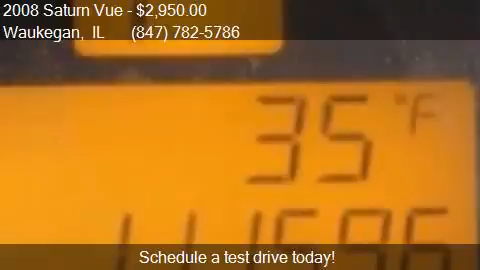 2008 Saturn Vue - $2,950.00
Waukegan, IL (847) 782-5786
35 °F
Schedule a test drive today!